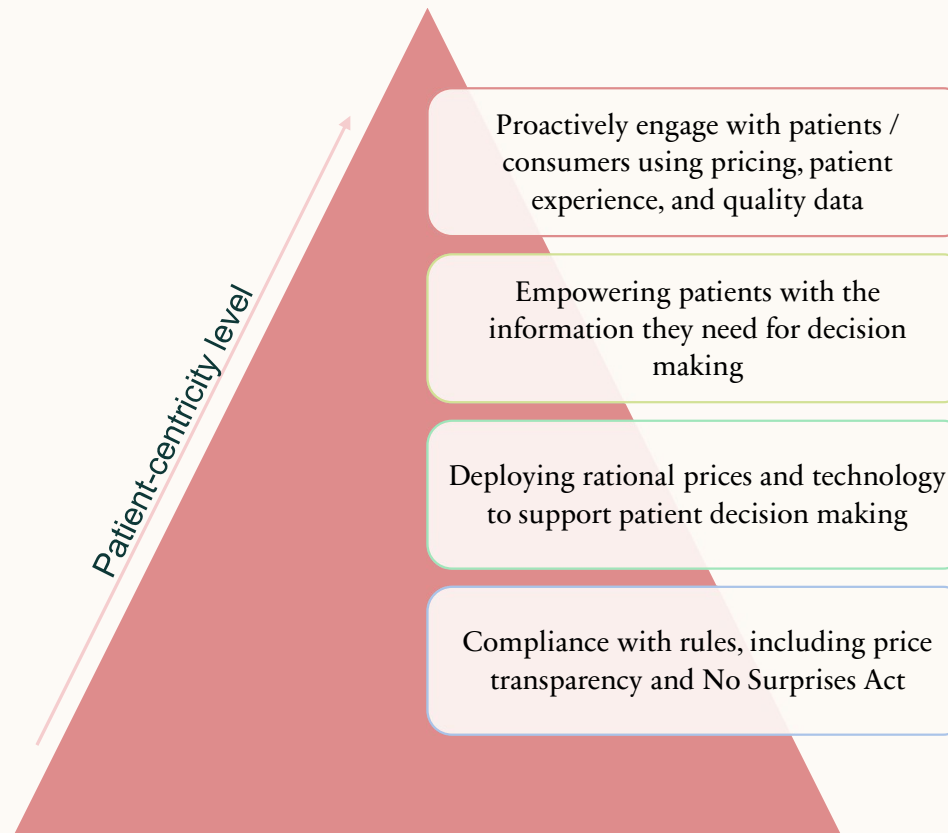 Proactively engage with patients /
consumers using pricing, patient
experience, and quality data
Empowering patients with the
information they need for decision
making
Patient-centricity level
Deploying rational prices and technology
to support patient decision making
Compliance with rules, including price
transparency and No Surprises Act